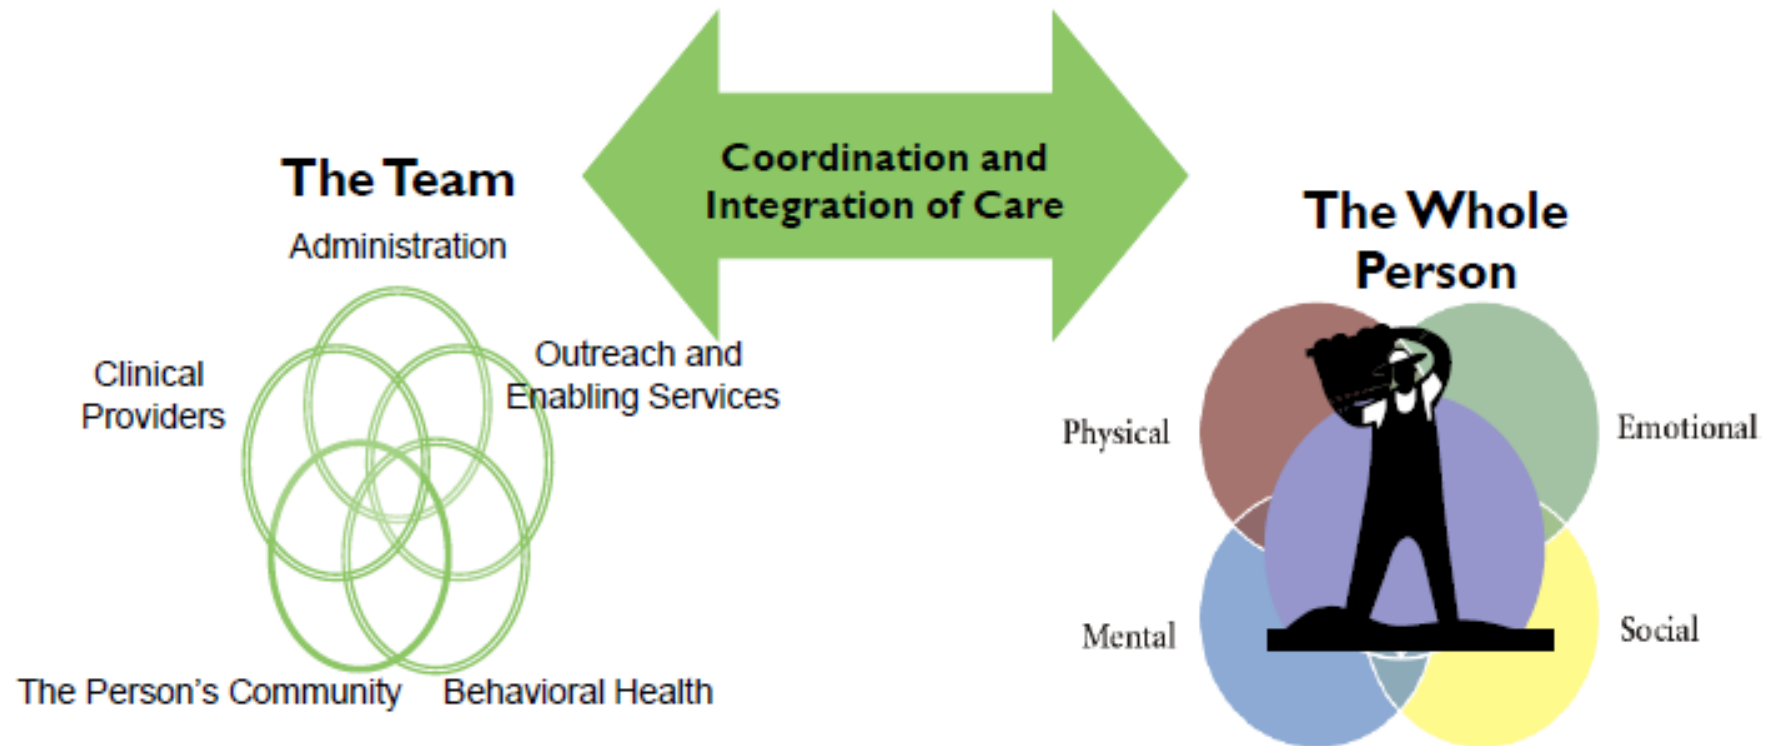 The Team
Administration
Clinical
Providers
Outreach and
Enabling Services
The Person's Community
Behavioral Health
Coordination and
Integration of Care
The Whole
Person
Physical
Emotional
Mental
Social